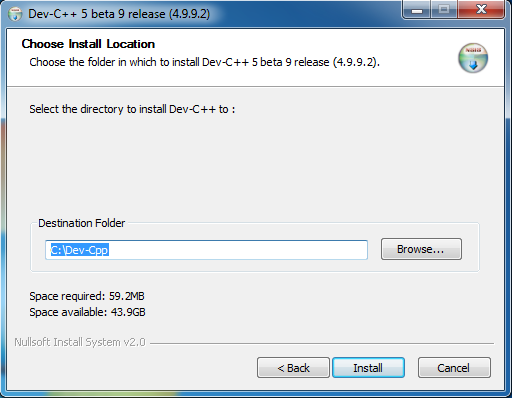 Dev-C++ 5 beta 9 release (4.9.9.2)
Choose Install Location
Choose the folder in which to install Dev-C++ 5 beta 9 release (4.9.9.2).
Select the directory to install Dev-C++ to :
Destination Folder
C:\Dev-Cpp
Browse...
Space required: 59.2MB
Space available: 43.9GB
Nullsoft Install System v2.0
< Back
Install
Cancel